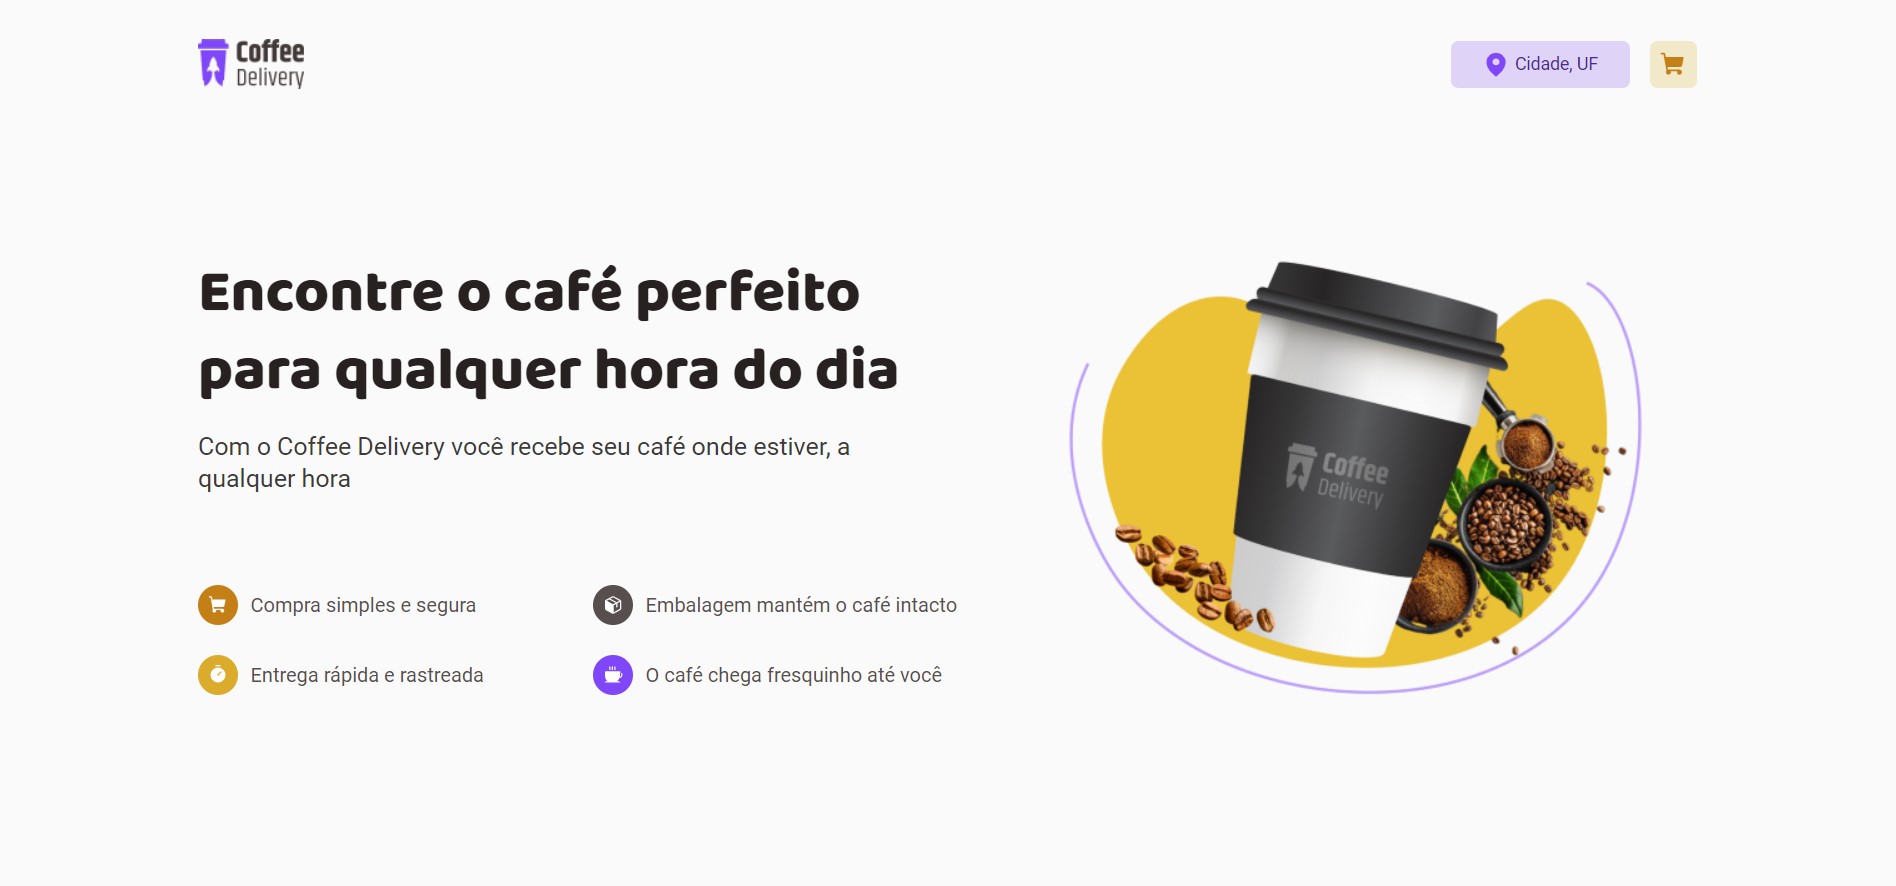 Coffee
Delivery
Cidade, UF
Encontre o café perfeito
para qualquer hora do dia
Com o Coffee Delivery você recebe seu café onde estiver, a
qualquer hora
Compra simples e segura
Embalagem mantém o café intacto
Entrega rápida e rastreada
O café chega fresquinho até você
Coffee
Delivery